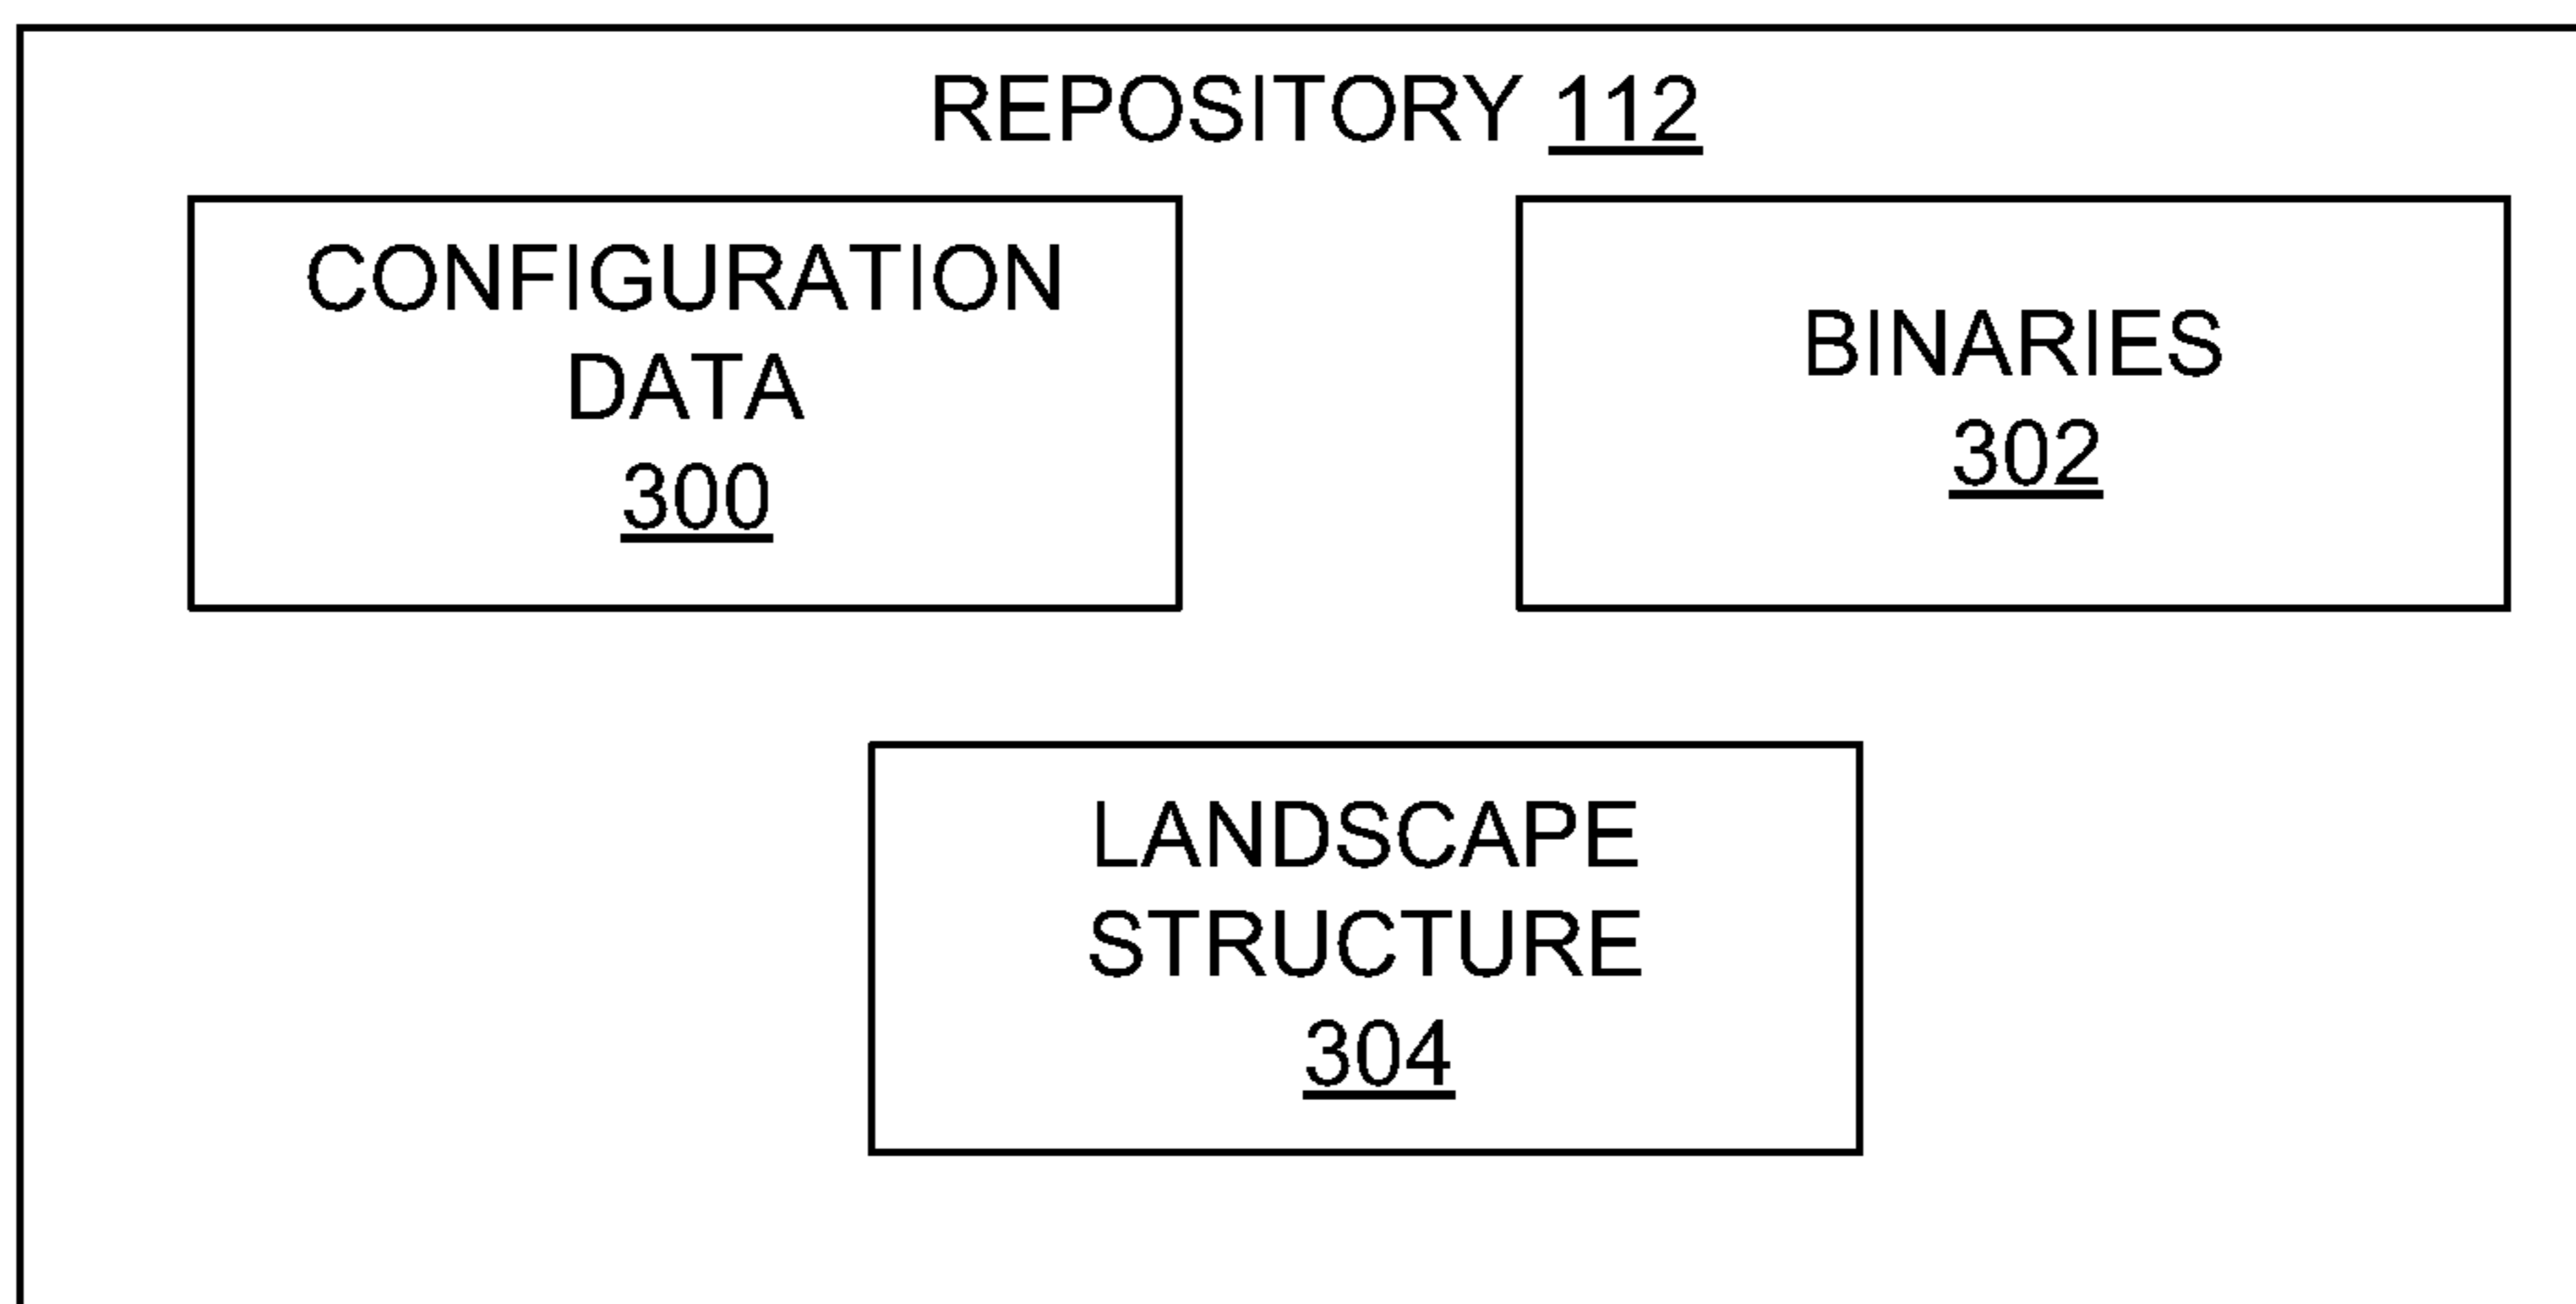 REPOSITORY 112
CONFIGURATION
DATA
300
BINARIES
302
LANDSCAPE
STRUCTURE
304